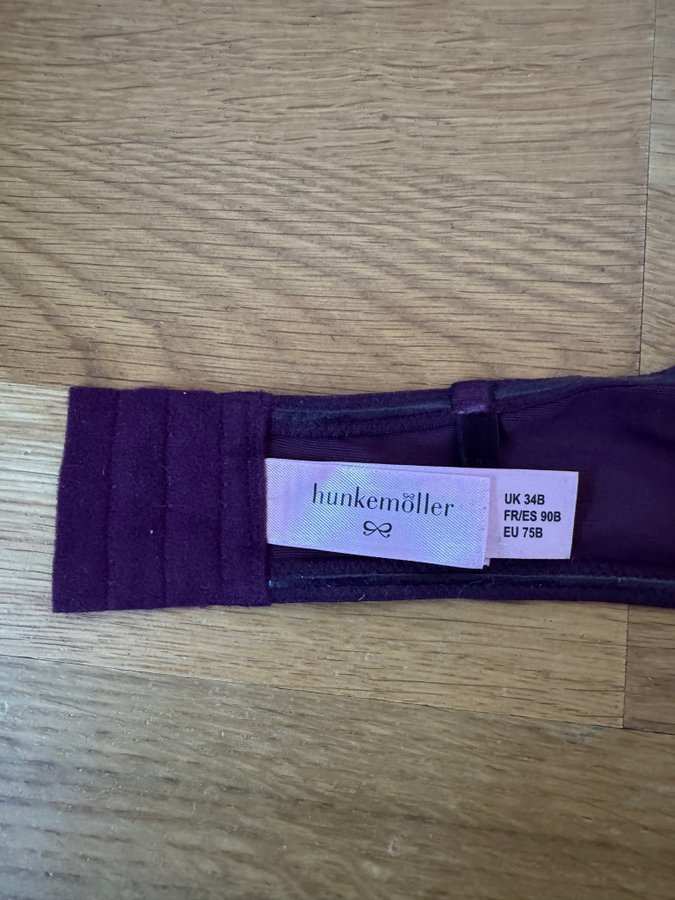 hunkemöller
UK 34B
FR/ES 90B
EU 75B